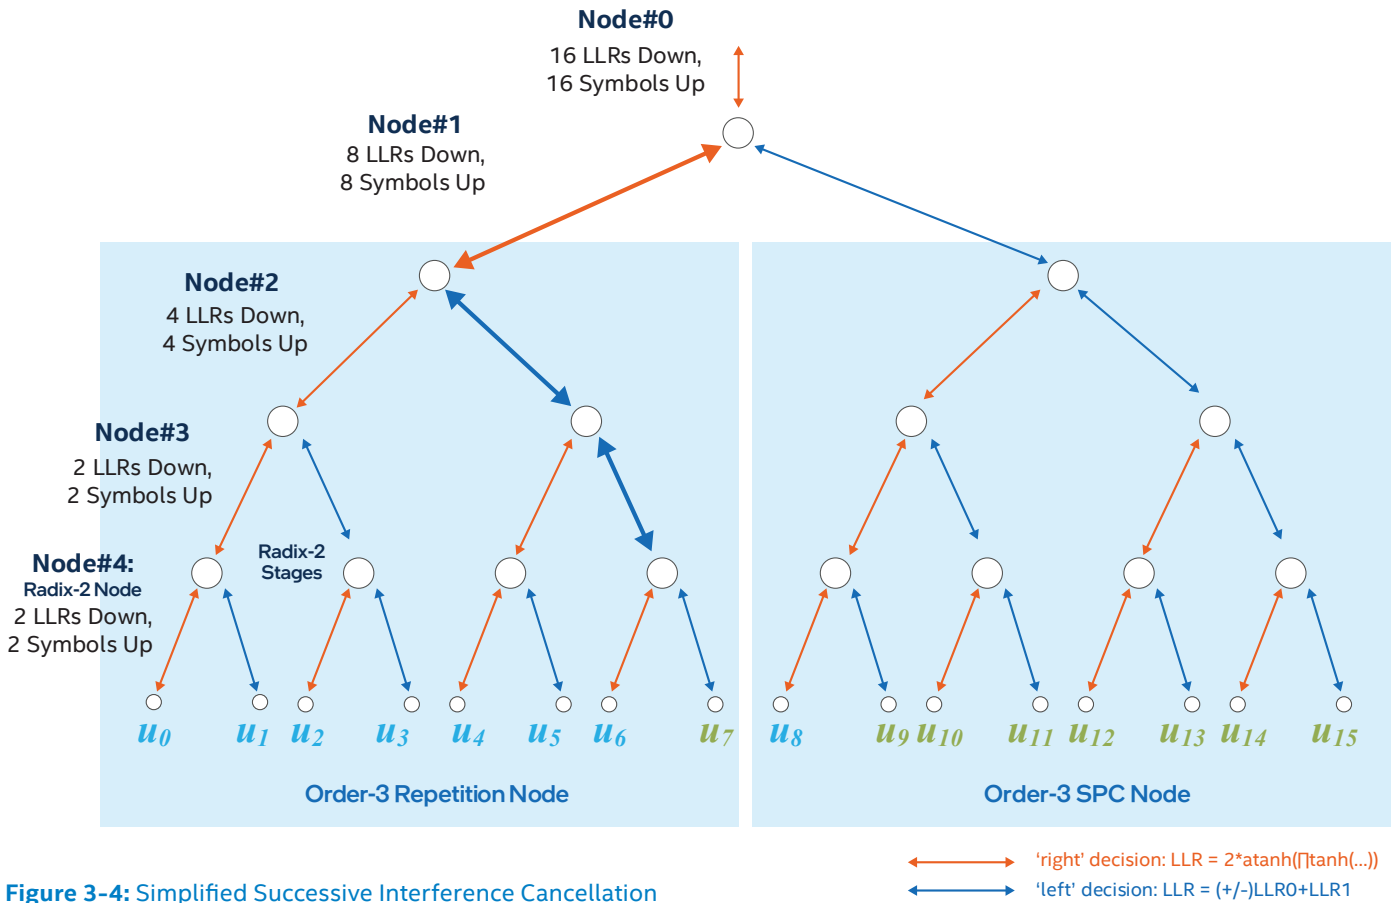 Node#0
16 LLRs Down,
16 Symbols Up
Node#1
8 LLRs Down,
8 Symbols Up
Node#2
4 LLRs Down,
4 Symbols Up
Node#3
2 LLRs Down,
2 Symbols Up
Node#4:
Radix-2 Node
2 LLRs Down,
2 Symbols Up
Radix-2
Stages
u0 u1 u2 u3 u4 u5 u6 u7 u8 u9 u10 u11 u12 u13 u14 u15
Order-3 Repetition Node
Order-3 SPC Node
‘right’ decision: LLR = 2*atanh(∏tanh(...))
‘left’ decision: LLR = (+/-)LLR0+LLR1
Figure 3-4: Simplified Successive Interference Cancellation